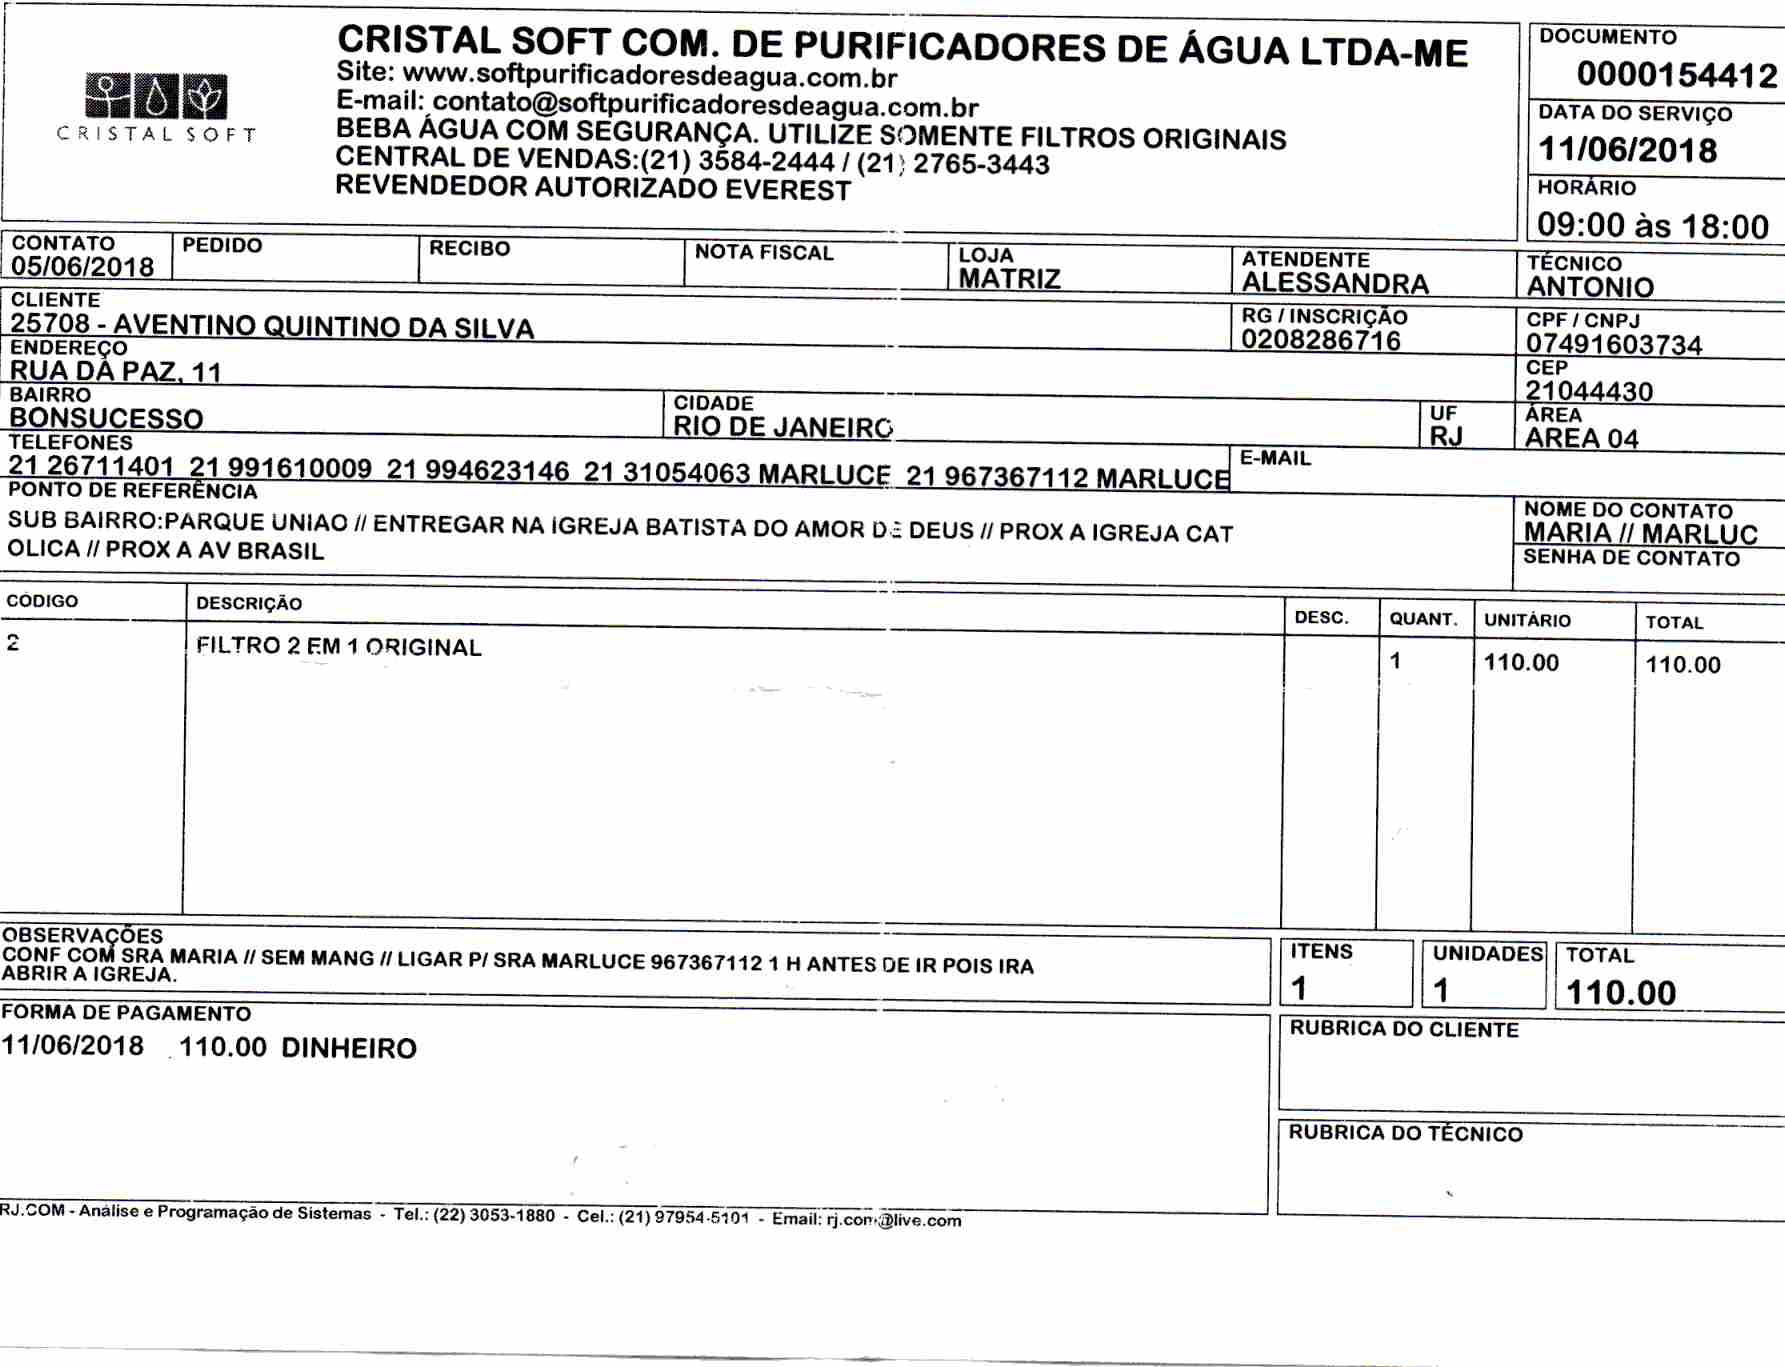 CRISTAL SOFT
CRISTAL SOFT COM. DE PURIFICADORES DE ÁGUA LTDA-ME
Site: www.softpurificadoresdeagua.com.br
E-mail: contato@softpurificadoresdeagua.com.br
BEBA ÁGUA COM SEGURANÇA. UTILIZE SOMENTE FILTROS ORIGINAIS
CENTRAL DE VENDAS:(21) 3584-2444 / (21) 2765-3443
REVENDEDOR AUTORIZADO EVEREST
DOCUMENTO
0000154412
DATA DO SERVIÇO
11/06/2018
HORÁRIO
09:00 às 18:00
CONTATO
05/06/2018
PEDIDO
RECIBO
NOTA FISCAL
LOJA
MATRIZ
ATENDENTE
ALESSANDRA
TÉCNICO
ANTONIO
CLIENTE
25708 - AVENTINO QUINTINO DA SILVA
RG / INSCRIÇÃO
0208286716
CPF / CNPJ
07491603734
ENDEREÇO
RUA DA PAZ, 11
CEP
21044430
BAIRRO
BONSUCESSO
CIDADE
RIO DE JANEIRO
UF
RJ
ÁREA
AREA 04
TELEFONES
21 26711401 21 991610009 21 994623146 21 31054063 MARLUCE 21 967367112 MARLUCE
E-MAIL
PONTO DE REFERÊNCIA
SUB BAIRRO:PARQUE UNIAO // ENTREGAR NA IGREJA BATISTA DO AMOR DE DEUS // PROX A IGREJA CAT
OLICA // PROX A AV BRASIL
NOME DO CONTATO
MARIA // MARLUC
SENHA DE CONTATO
CÓDIGO DESCRIÇÃO DESC. QUANT. UNITÁRIO TOTAL
2 FILTRO 2 EM 1 ORIGINAL 1 110.00 110.00
OBSERVAÇÕES
CONF COM SRA MARIA // SEM MANG // LIGAR P/ SRA MARLUCE 967367112 1 H ANTES DE IR POIS IRA
ABRIR A IGREJA.
ITENS
1
UNIDADES
1
TOTAL
110.00
FORMA DE PAGAMENTO
11/06/2018 110.00 DINHEIRO
RUBRICA DO CLIENTE
RUBRICA DO TÉCNICO
RJ.COM - Análise e Programação de Sistemas - Tel.: (22) 3053-1880 - Cel.: (21) 97954-5101 - Email: rj.com@live.com